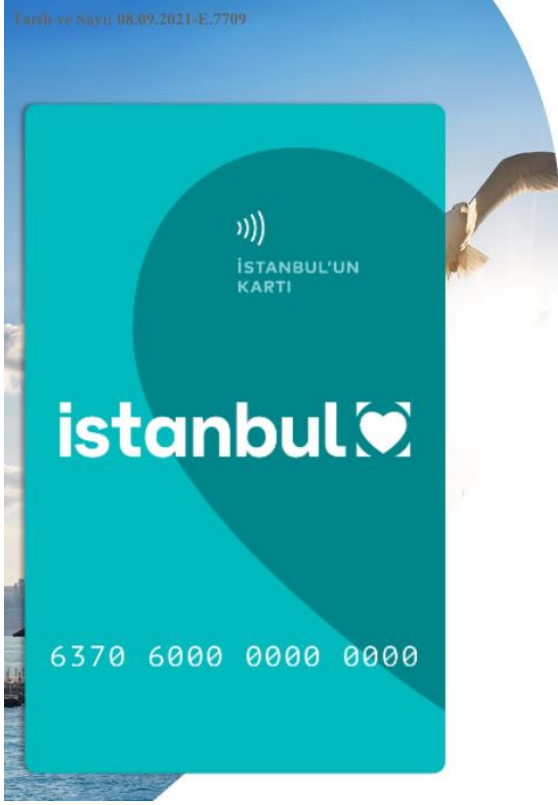 Tarih ve Sayı: 08.09.2021-E.7709
İSTANBUL'UN
KARTI
istanbul
6370 6000 0000 0000